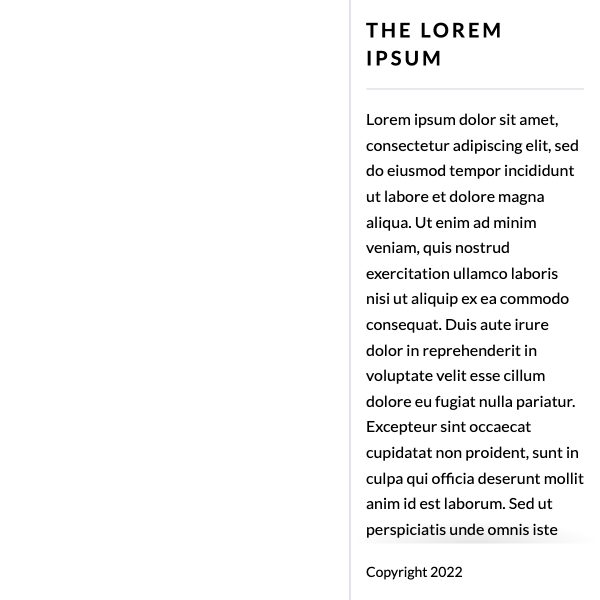 THE LOREM
IPSUM
Lorem ipsum dolor sit amet,
consectetur adipiscing elit, sed
do eiusmod tempor incididunt
ut labore et dolore magna
aliqua. Ut enim ad minim
veniam, quis nostrud
exercitation ullamco laboris
nisi ut aliquip ex ea commodo
consequat. Duis aute irure
dolor in reprehenderit in
voluptate velit esse cillum
dolore eu fugiat nulla pariatur.
Excepteur sint occaecat
cupidatat non proident, sunt in
culpa qui officia deserunt mollit
anim id est laborum. Sed ut
perspiciatis unde omnis iste
Copyright 2022